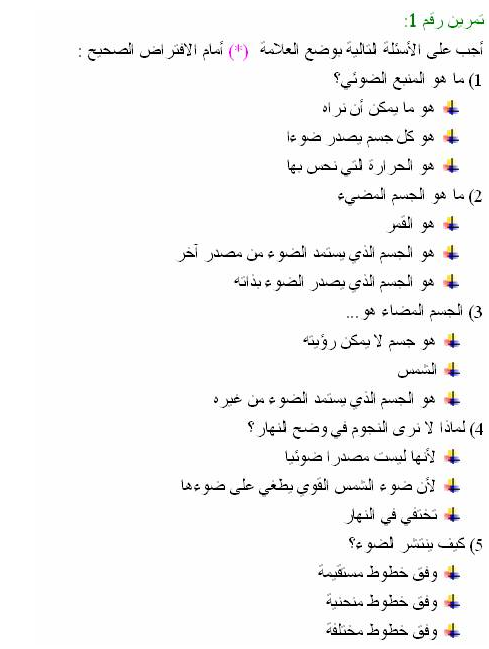 تمرين رقم 1:
أجب على الأسئلة التالية بوضع العلامة (*) أمام الافتراض الصحيح :
1) ما هو المنبع الضوئي؟
هو ما يمكن أن نراه
هو كل جسم يصدر ضوءا
هو الحرارة التي نحس بها
2) ما هو الجسم المضيء
هو القمر
هو الجسم الذي يستمد الضوء من مصدر آخر
هو الجسم الذي يصدر الضوء بذاته
3) الجسم المضاء هو...
هو جسم لا يمكن رؤيته
الشمس
هو الجسم الذي يستمد الضوء من غيره
4) لماذا لا نرى النجوم في وضح النهار؟
لأنها ليست مصدرا ضوئيا
لأن ضوء الشمس القوي يطغي على ضوءها
تختفي في النهار
5) كيف ينتشر الضوء؟
وفق خطوط مستقيمة
وفق خطوط منحنية
وفق خطوط مختلفة